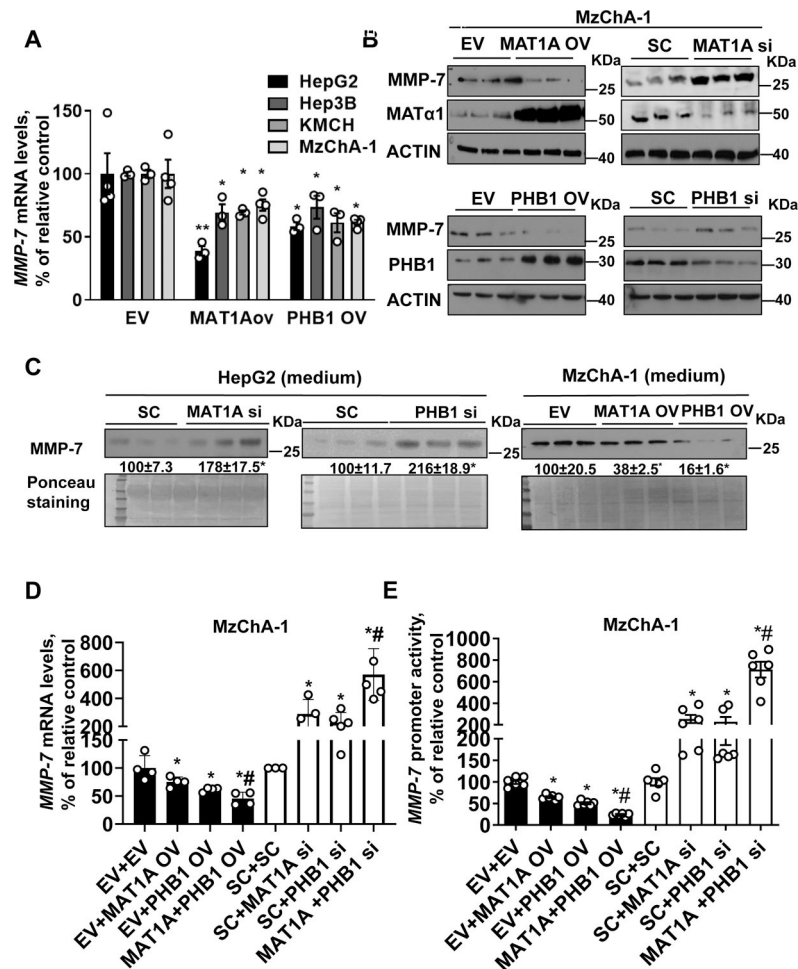 A
HepG2
Hep3B
KMCH
MzChA-1
MMP-7 mRNA levels,
% of relative control
150
100
50
0
**
*
*
*
*
*
*
*
EV
MAT1Aov
PHB1 OV
B
MzChA-1
EV MAT1A OV KDa
SC MAT1A si KDa
MMP-7
25
25
MATα1
50
50
ACTIN
40
40
EV PHB1 OV
SC PHB1 si
MMP-7
25
25
PHB1
30
30
ACTIN
40
40
C
HepG2 (medium)
MzChA-1 (medium)
SC MAT1A si KDa
SC PHB1 si KDa
EV MAT1A OV PHB1 OV KDa
MMP-7
25
25
25
100±7.3 178±17.5*
100±11.7 216±18.9*
100±20.5 38±2.5* 16±1.6*
Ponceau
staining
D
MzChA-1
MMP-7 mRNA levels,
% of relative control
800
600
400
200
150
100
50
0
*
*
*#
*
*
*#
EV+EV
EV+MAT1A OV
EV+PHB1 OV
MAT1A+PHB1 OV
SC+SC
SC+MAT1A si
SC+PHB1 si
MAT1A +PHB1 si
E
MzChA-1
MMP-7 promoter activity,
% of relative control
1000
800
600
400
200
150
100
50
0
*
*
*#
*
*
*#
EV+EV
EV+MAT1A OV
EV+PHB1 OV
MAT1A+PHB1 OV
SC+SC
SC+MAT1A si
SC+PHB1 si
MAT1A +PHB1 si